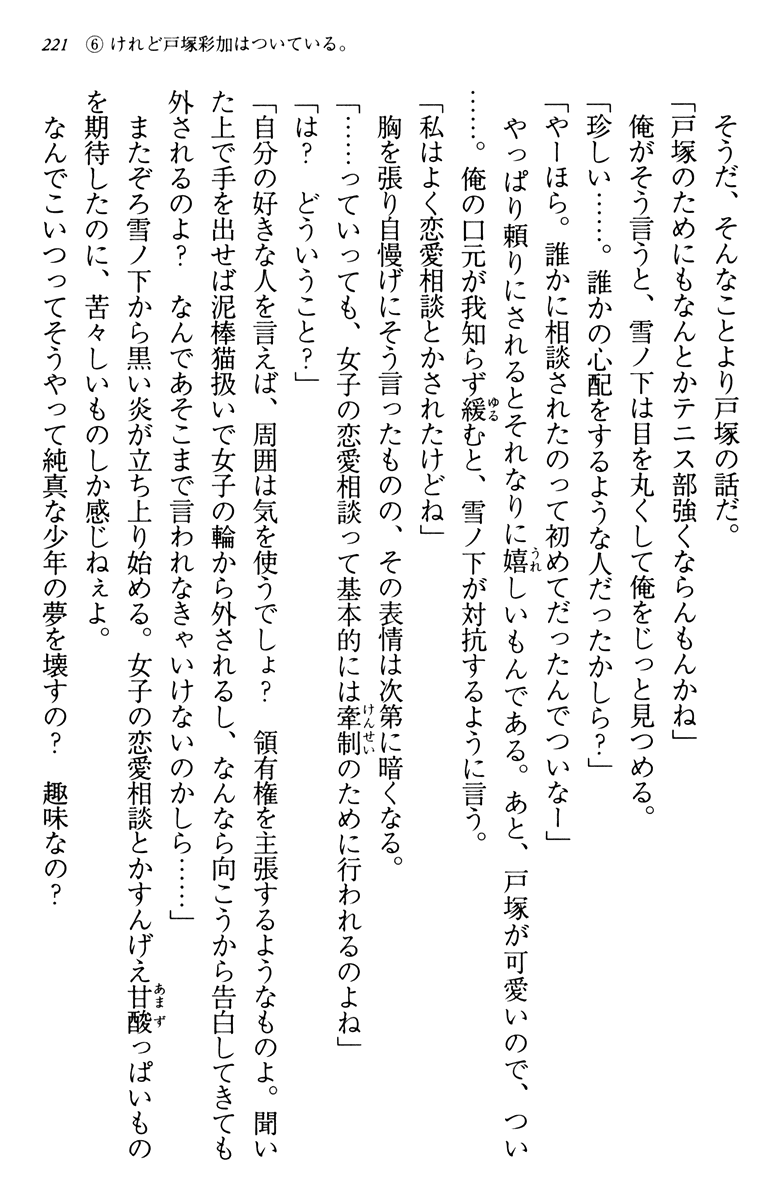 221　⑥けれど戸塚彩加はついている。
　そうだ、そんなことより戸塚の話だ。
「戸塚のためにもなんとかテニス部強くならんもんかね」
　俺がそう言うと、雪ノ下は目を丸くして俺をじっと見つめる。
「珍しい……。誰かの心配をするような人だったかしら？」
「やーほら。誰かに相談されたのって初めてだったんでついなー」
　やっぱり頼りにされるとそれなりに嬉しいもんである。あと、戸塚が可愛いので、つい
……。俺の口元が我知らず緩むと、雪ノ下が対抗するように言う。
「私はよく恋愛相談とかされたけどね」
　胸を張り自慢げにそう言ったものの、その表情は次第に暗くなる。
「……っていっても、女子の恋愛相談って基本的には牽制のために行われるのよね」
「は？　どういうこと？」
「自分の好きな人を言えば、周囲は気を使うでしょ？　領有権を主張するようなものよ。聞い
た上で手を出せば泥棒猫扱いで女子の輪から外されるし、なんなら向こうから告白してきても
外されるのよ？　なんであそこまで言われなきゃいけないのかしら……」
　またぞろ雪ノ下から黒い炎が立ち上り始める。女子の恋愛相談とかすんげえ甘酸っぱいもの
を期待したのに、苦々しいものしか感じねぇよ。
　なんでこいつってそうやって純真な少年の夢を壊すの？　趣味なの？